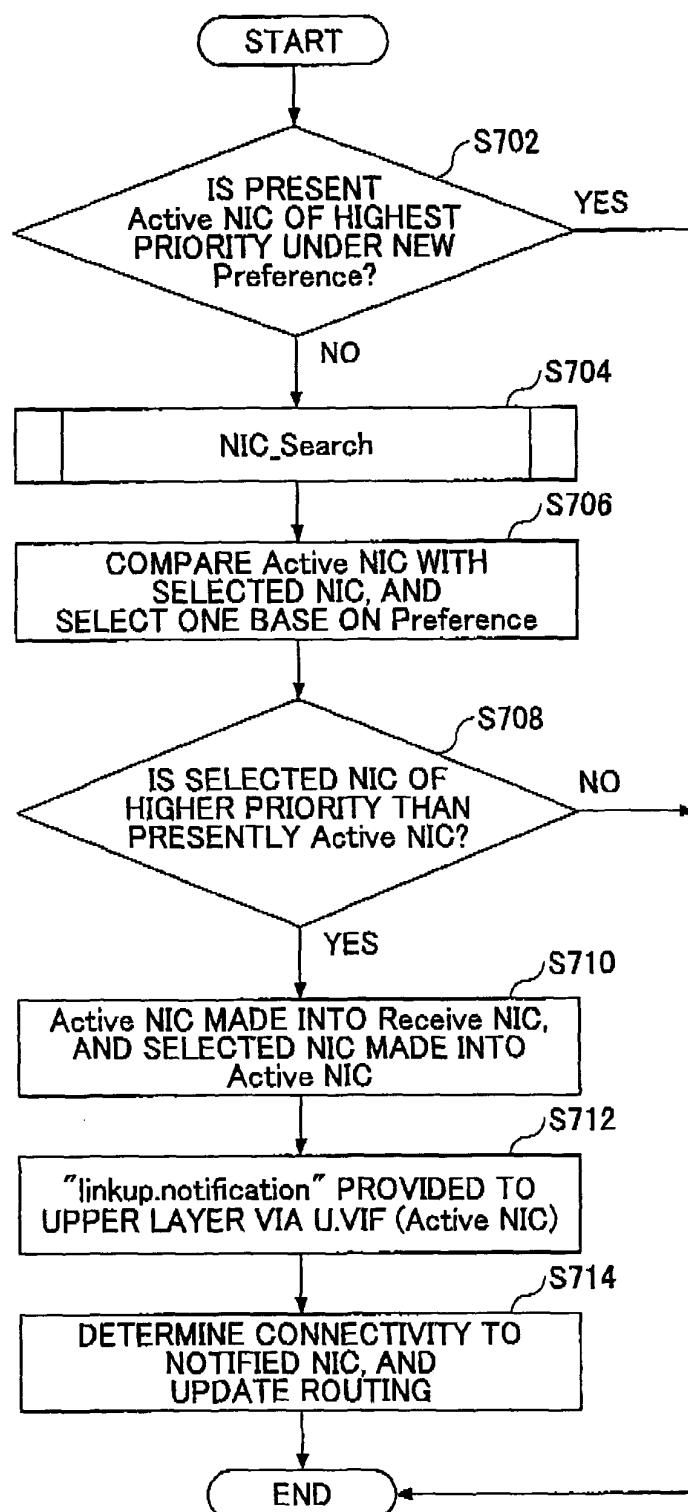 START
S702
IS PRESENT
Active NIC OF HIGHEST
PRIORITY UNDER NEW
Preference?
YES
NO
S704
NIC_Search
S706
COMPARE Active NIC WITH
SELECTED NIC, AND
SELECT ONE BASE ON Preference
S708
IS SELECTED NIC OF
HIGHER PRIORITY THAN
PRESENTLY Active NIC?
NO
YES
S710
Active NIC MADE INTO Receive NIC,
AND SELECTED NIC MADE INTO
Active NIC
S712
"linkup.notification" PROVIDED TO
UPPER LAYER VIA U.VIF (Active NIC)
S714
DETERMINE CONNECTIVITY TO
NOTIFIED NIC, AND
UPDATE ROUTING
END